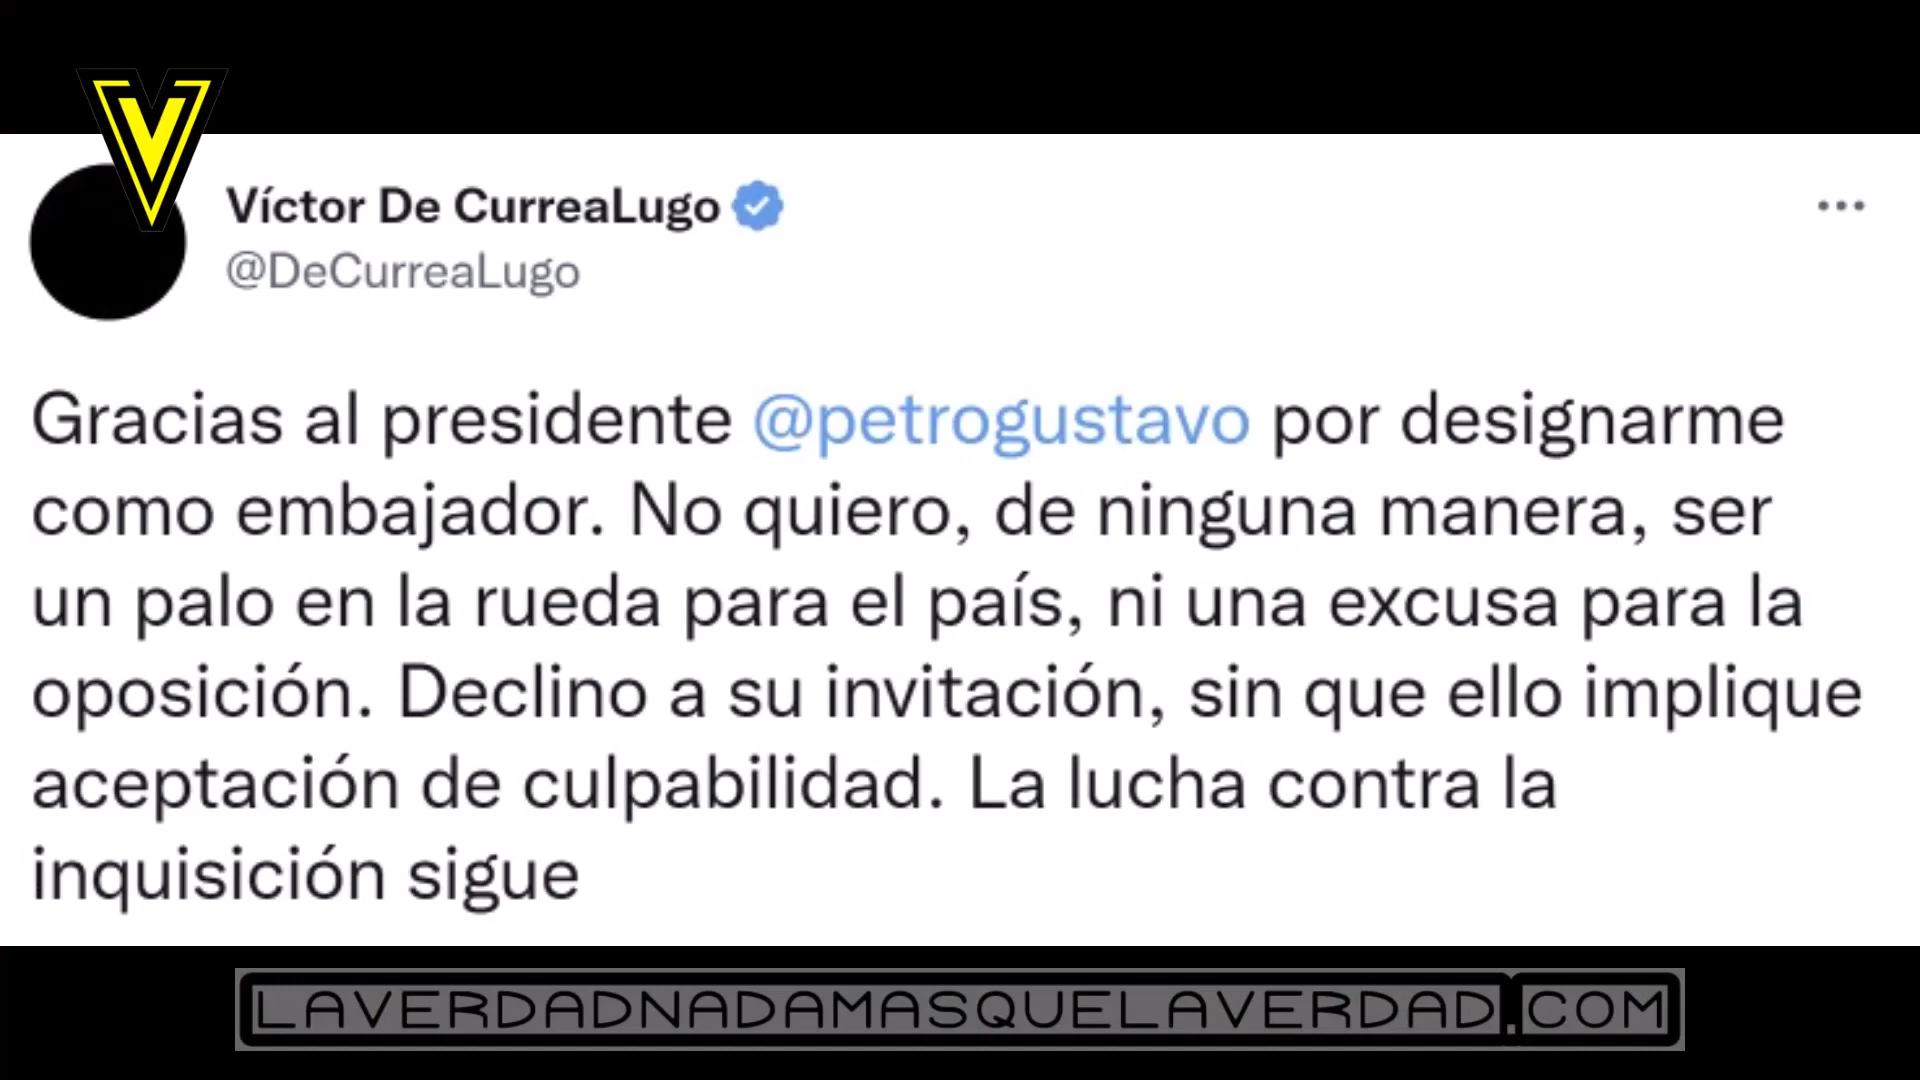 V
Víctor De CurreaLugo
@DeCurreaLugo
Gracias al presidente @petrogustavo por designarme
como embajador. No quiero, de ninguna manera, ser
un palo en la rueda para el país, ni una excusa para la
oposición. Declino a su invitación, sin que ello implique
aceptación de culpabilidad. La lucha contra la
inquisición sigue
LAVERDADNADAMASQUELAVERDAD.COM